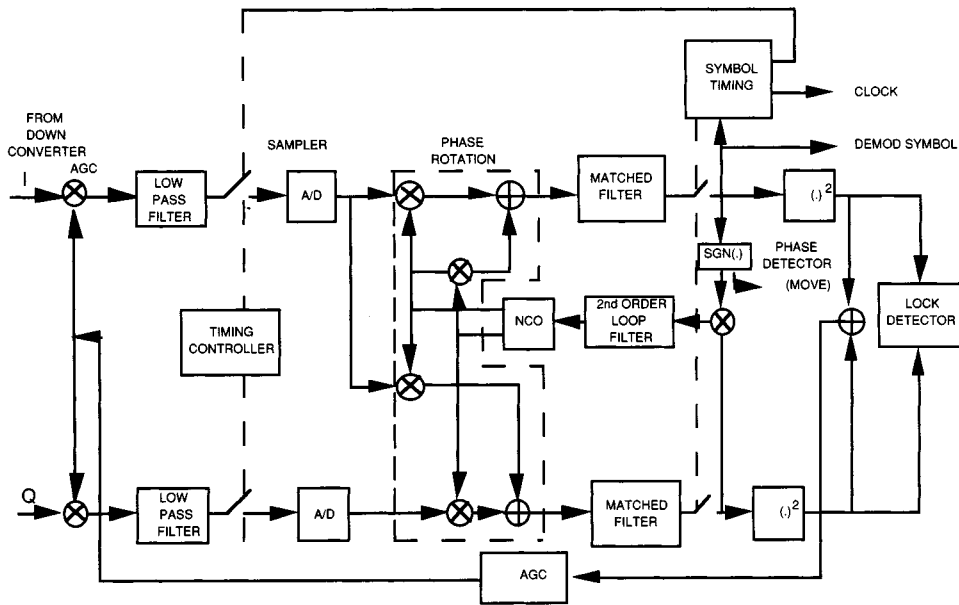 SYMBOL
TIMING
CLOCK
FROM
DOWN
CONVERTER
I
AGC
SAMPLER
PHASE
ROTATION
DEMOD SYMBOL
LOW
PASS
FILTER
A/D
MATCHED
FILTER
(.)2
SGN(.)
PHASE
DETECTOR
(MOVE)
TIMING
CONTROLLER
NCO
2nd ORDER
LOOP
FILTER
LOCK
DETECTOR
Q
LOW
PASS
FILTER
A/D
MATCHED
FILTER
(.)2
AGC